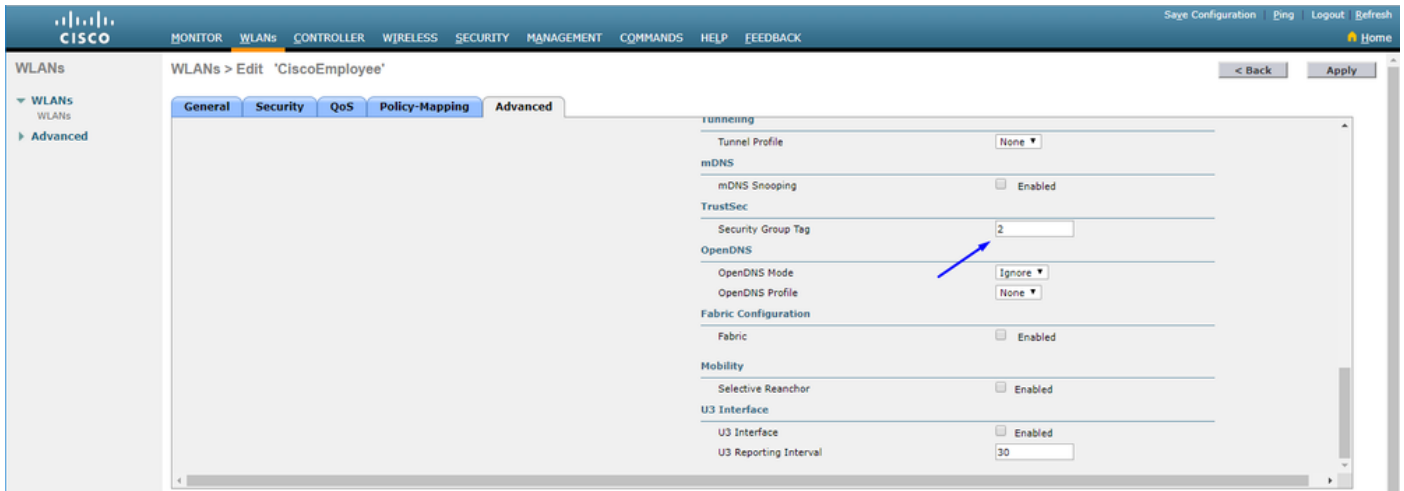 Save Configuration | Ping | Logout | Refresh
CISCO MONITOR WLANs CONTROLLER WIRELESS SECURITY MANAGEMENT COMMANDS HELP FEEDBACK Home
WLANs WLANs > Edit 'CiscoEmployee' < Back Apply
WLANs
WLANs
Advanced
General Security QoS Policy-Mapping Advanced
Tunneling
Tunnel Profile None
mDNS
mDNS Snooping Enabled
TrustSec
Security Group Tag 2
OpenDNS
OpenDNS Mode Ignore
OpenDNS Profile None
Fabric Configuration
Fabric Enabled
Mobility
Selective Reanchor Enabled
U3 Interface
U3 Interface Enabled
U3 Reporting Interval 30